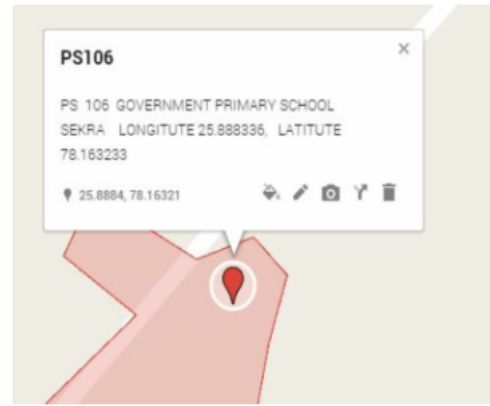 PS106
PS 106 GOVERNMENT PRIMARY SCHOOL
SEKRA LONGITUTE 25.888336, LATITUTE
78.163233
25.8884, 78.16321